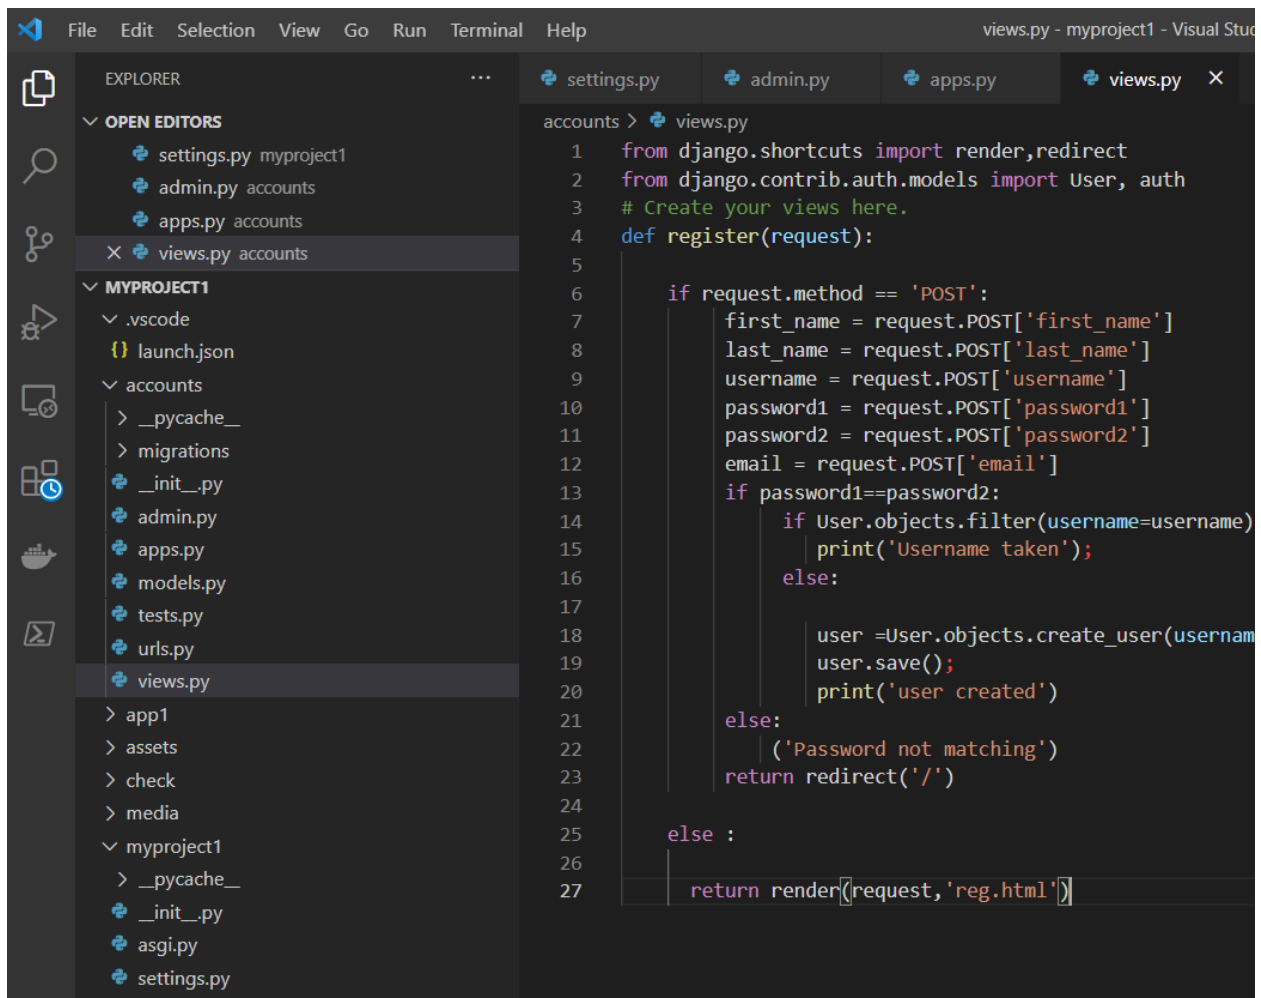 File Edit Selection View Go Run Terminal Help views.py - myproject1 - Visual
EXPLORER ...
settings.py admin.py apps.py views.py
OPEN EDITORS
settings.py myproject1
admin.py accounts
apps.py accounts
views.py accounts
MYPROJECT1
.vscode
{} launch.json
accounts
__pycache__
migrations
__init__.py
admin.py
apps.py
models.py
tests.py
urls.py
views.py
app1
assets
check
media
myproject1
__pycache__
__init__.py
asgi.py
settings.py
accounts > views.py
1 from django.shortcuts import render,redirect
2 from django.contrib.auth.models import User, auth
3 # Create your views here.
4 def register(request):
5
6 if request.method == 'POST':
7 first_name = request.POST['first_name']
8 last_name = request.POST['last_name']
9 username = request.POST['username']
10 password1 = request.POST['password1']
11 password2 = request.POST['password2']
12 email = request.POST['email']
13 if password1==password2:
14 if User.objects.filter(username=username)
15 print('Username taken');
16 else:
17
18 user =User.objects.create_user(usernam
19 user.save();
20 print('user created')
21 else:
22 ('Password not matching')
23 return redirect('/')
24
25 else :
26
27 return render(request,'reg.html')